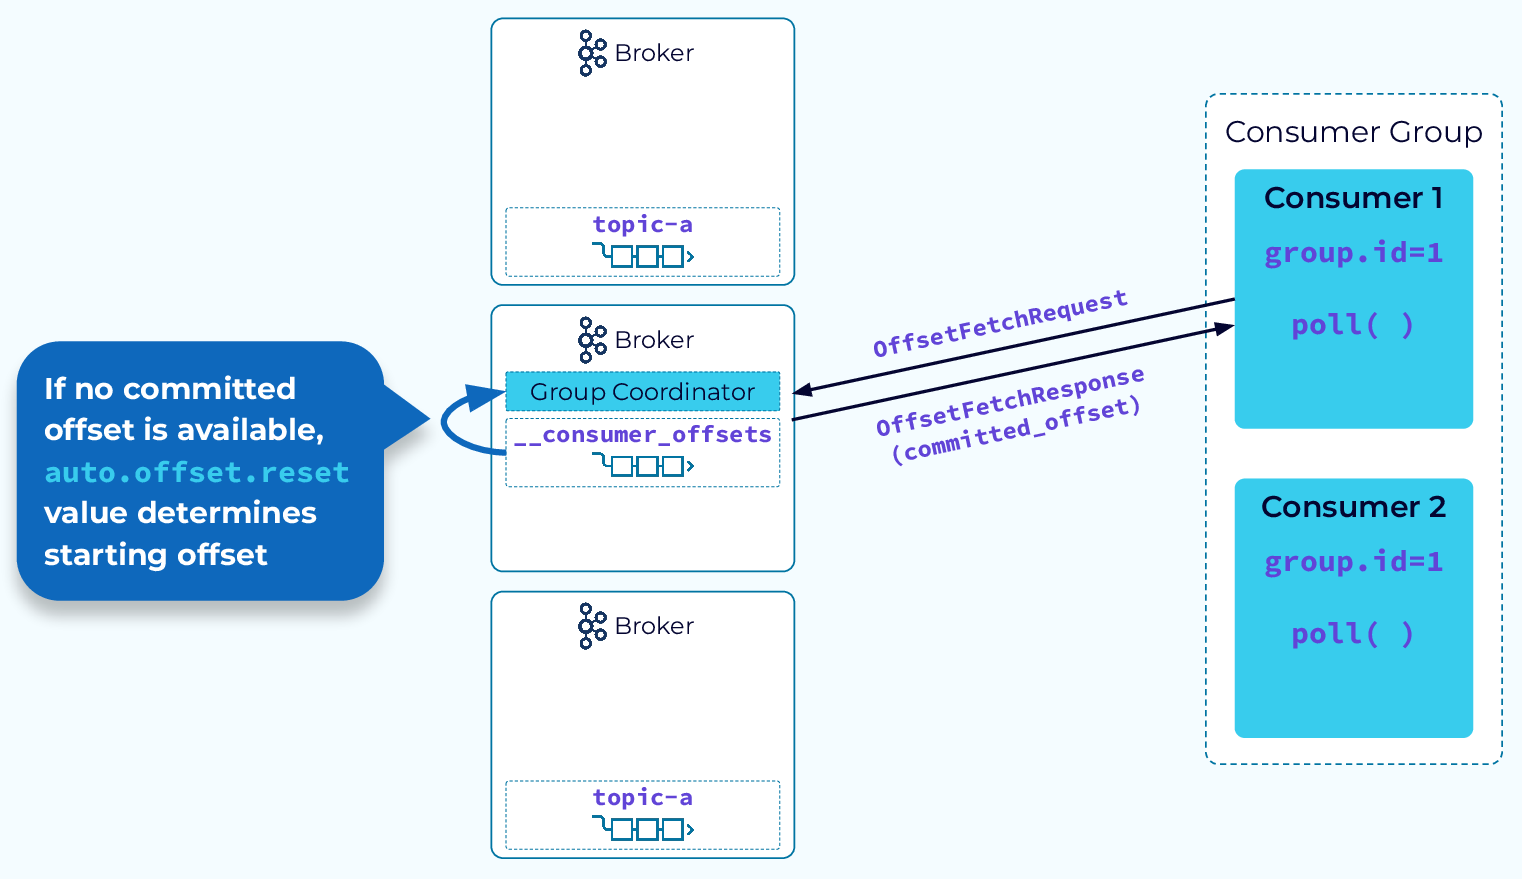 Broker
topic-a
Broker
Group Coordinator
__consumer_offsets
Broker
topic-a
If no committed
offset is available,
auto.offset.reset
value determines
starting offset
OffsetFetchRequest
OffsetFetchResponse
(committed_offset)
Consumer Group
Consumer 1
group.id=1
poll( )
Consumer 2
group.id=1
poll( )